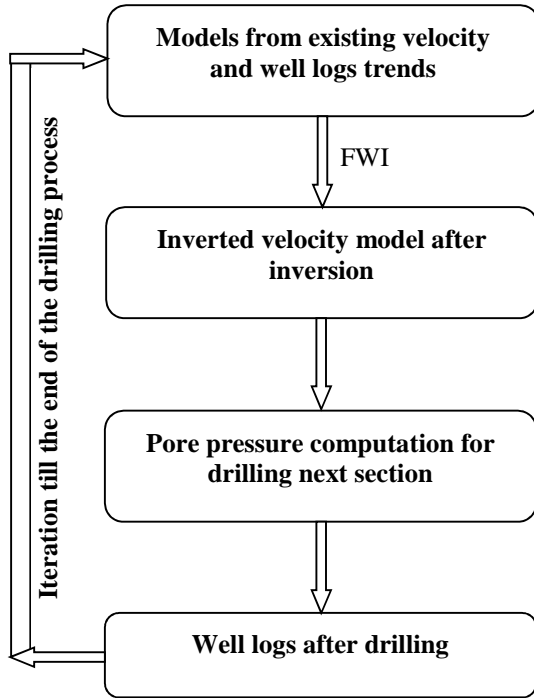 Models from existing velocity
and well logs trends
FWI
Inverted velocity model after
inversion
Pore pressure computation for
drilling next section
Well logs after drilling
Iteration till the end of the drilling process